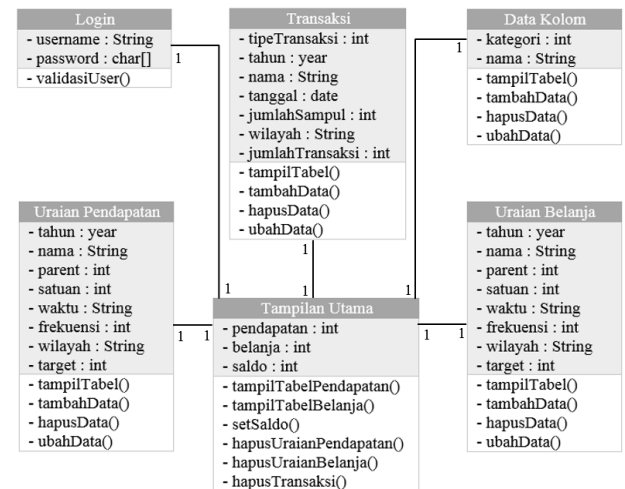 Login
- username : String
- password : char[]
- validasiUser()
1
Transaksi
- tipeTransaksi : int
- tahun : year
- nama : String
- tanggal : date
- jumlahSampul : int
- wilayah : String
- jumlahTransaksi : int
- tampilTabel()
- tambahData()
- hapusData()
- ubahData()
1
Data Kolom
- kategori : int
- nama : String
- tampilTabel()
- tambahData()
- hapusData()
- ubahData()
1
Uraian Pendapatan
- tahun : year
- nama : String
- parent : int
- satuan : int
- waktu : String
- frekuensi : int
- wilayah : String
- target : int
- tampilTabel()
- tambahData()
- hapusData()
- ubahData()
1
1
1
1
1
Tampilan Utama
- pendapatan : int
- belanja : int
- saldo : int
- tampilTabelPendapatan()
- tampilTabelBelanja()
- setSaldo()
- hapusUraianPendapatan()
- hapusUraianBelanja()
- hapusTransaksi()
1
1
Uraian Belanja
- tahun : year
- nama : String
- parent : int
- satuan : int
- waktu : String
- frekuensi : int
- wilayah : String
- target : int
- tampilTabel()
- tambahData()
- hapusData()
- ubahData()